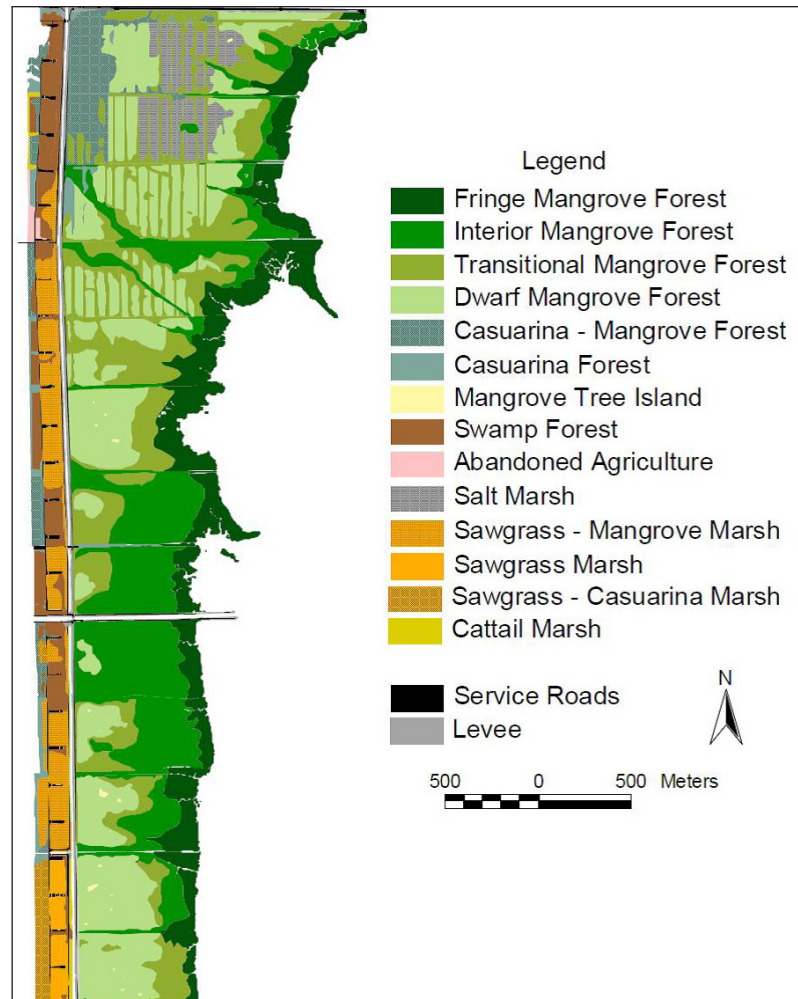 Legend
Fringe Mangrove Forest
Interior Mangrove Forest
Transitional Mangrove Forest
Dwarf Mangrove Forest
Casuarina - Mangrove Forest
Casuarina Forest
Mangrove Tree Island
Swamp Forest
Abandoned Agriculture
Salt Marsh
Sawgrass - Mangrove Marsh
Sawgrass Marsh
Sawgrass - Casuarina Marsh
Cattail Marsh
Service Roads
Levee
N
500 0 500 Meters